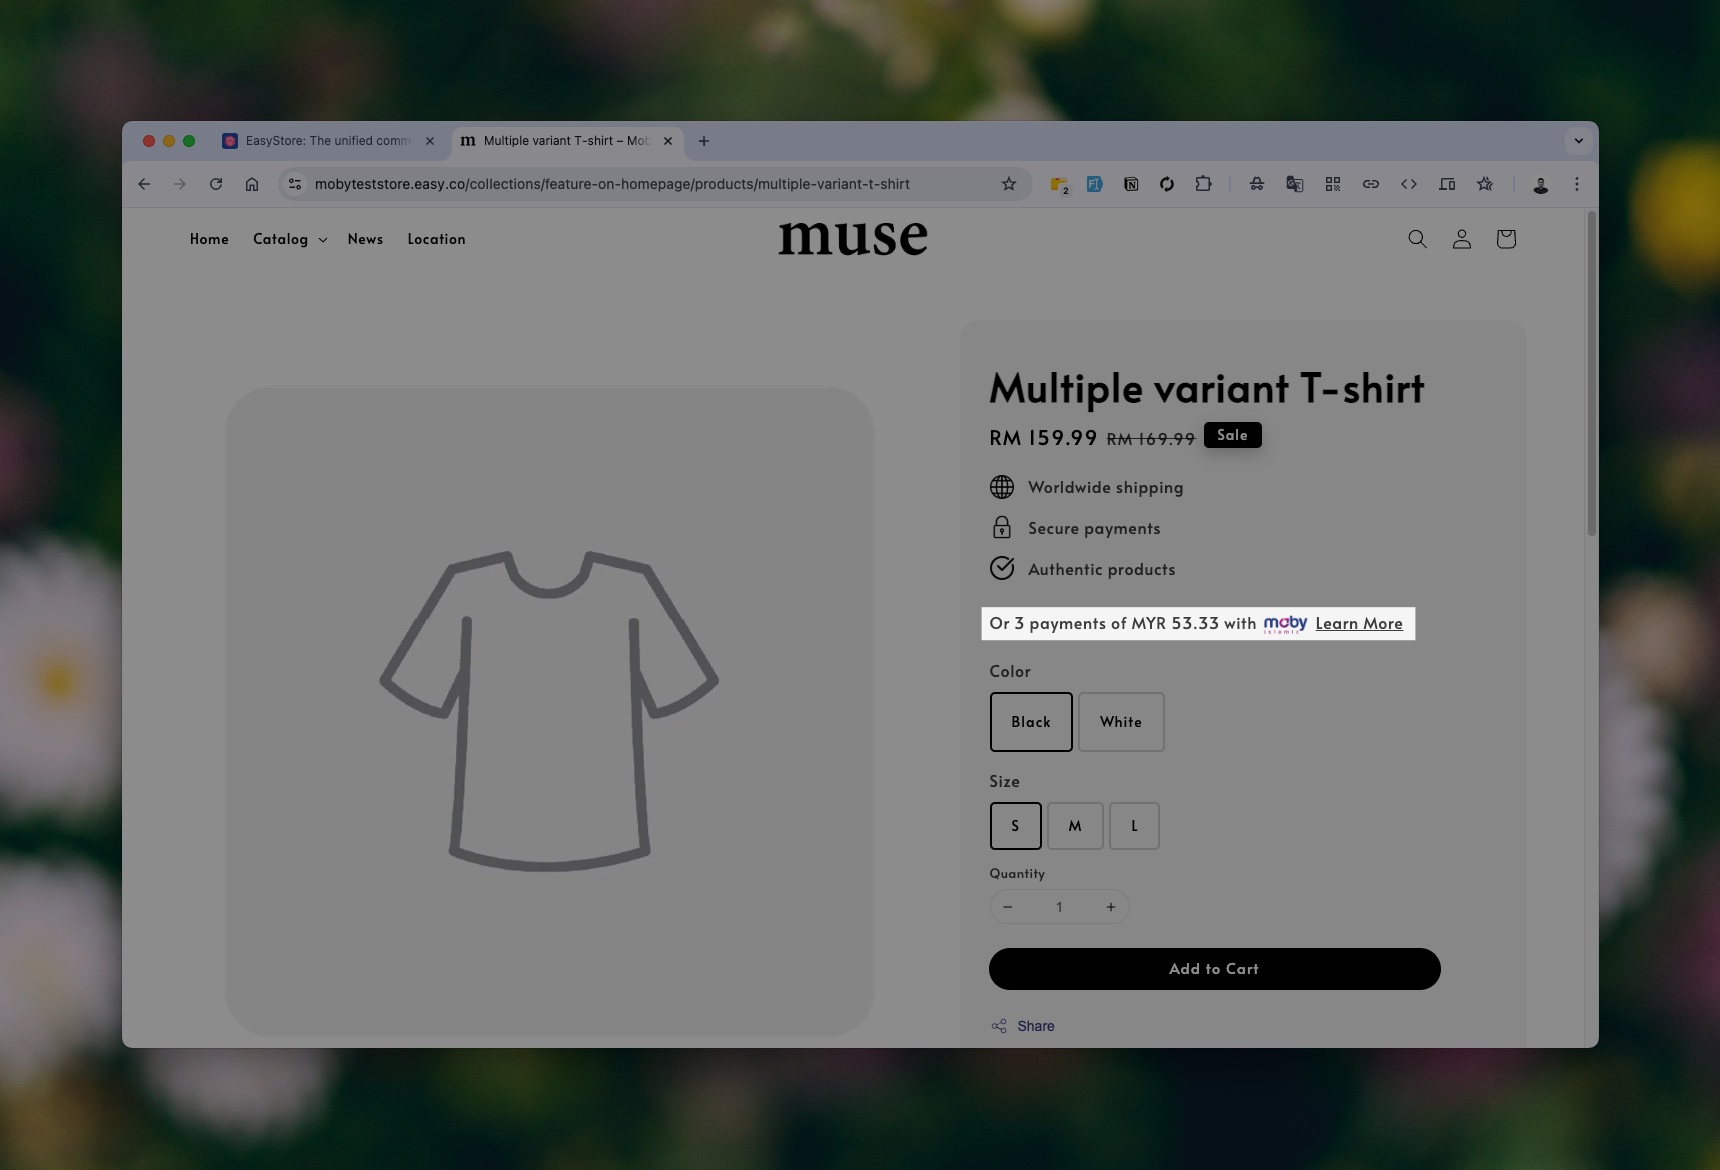 EasyStore: The unified comm
Multiple variant T-shirt – Mob
mobyteststore.easy.co/collections/feature-on-homepage/products/multiple-variant-t-shirt
2
Home Catalog News Location
muse
Multiple variant T-shirt
RM 159.99 RM 169.99 Sale
Worldwide shipping
Secure payments
Authentic products
Or 3 payments of MYR 53.33 with moby islamic Learn More
Color
Black White
Size
S M L
Quantity
− 1 +
Add to Cart
Share